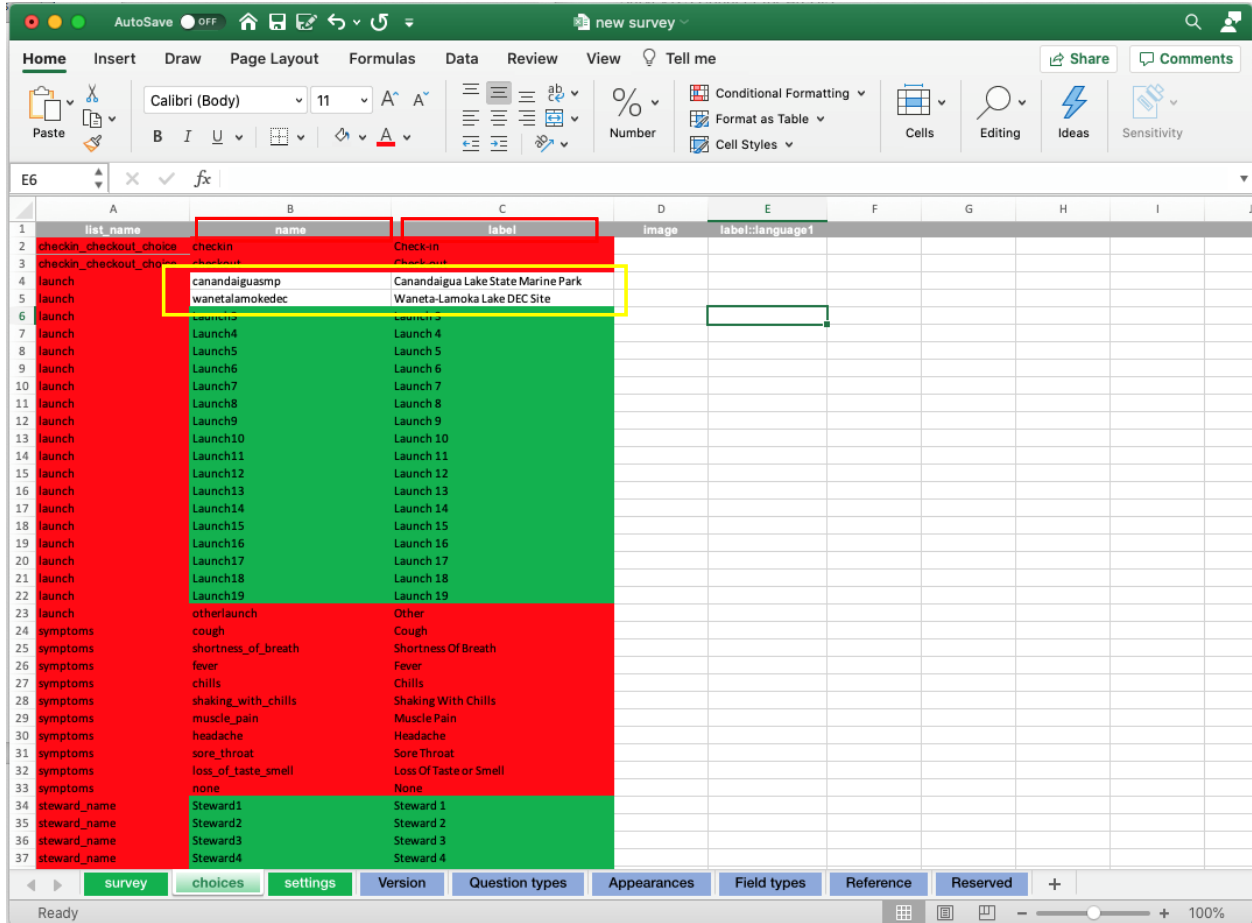 AutoSave OFF new survey
Home Insert Draw Page Layout Formulas Data Review View Tell me Share Comments
Paste Calibri (Body) 11 A A B I U A ab Number Conditional Formatting Format as Table Cell Styles Cells Editing Ideas Sensitivity
E6 fx
A B C D E F G H I J
1 list_name name label image label::language1
2 checkin_checkout_choice checkin Check-in
3 checkin_checkout_choice checkout Check-out
4 launch canandaiguasmp Canandaigua Lake State Marine Park
5 launch wanetalamokedec Waneta-Lamoka Lake DEC Site
6 launch Launch3 Launch 3
7 launch Launch4 Launch 4
8 launch Launch5 Launch 5
9 launch Launch6 Launch 6
10 launch Launch7 Launch 7
11 launch Launch8 Launch 8
12 launch Launch9 Launch 9
13 launch Launch10 Launch 10
14 launch Launch11 Launch 11
15 launch Launch12 Launch 12
16 launch Launch13 Launch 13
17 launch Launch14 Launch 14
18 launch Launch15 Launch 15
19 launch Launch16 Launch 16
20 launch Launch17 Launch 17
21 launch Launch18 Launch 18
22 launch Launch19 Launch 19
23 launch otherlaunch Other
24 symptoms cough Cough
25 symptoms shortness_of_breath Shortness Of Breath
26 symptoms fever Fever
27 symptoms chills Chills
28 symptoms shaking_with_chills Shaking With Chills
29 symptoms muscle_pain Muscle Pain
30 symptoms headache Headache
31 symptoms sore_throat Sore Throat
32 symptoms loss_of_taste_smell Loss Of Taste or Smell
33 symptoms none None
34 steward_name Steward1 Steward 1
35 steward_name Steward2 Steward 2
36 steward_name Steward3 Steward 3
37 steward_name Steward4 Steward 4
survey choices settings Version Question types Appearances Field types Reference Reserved +
Ready 100%